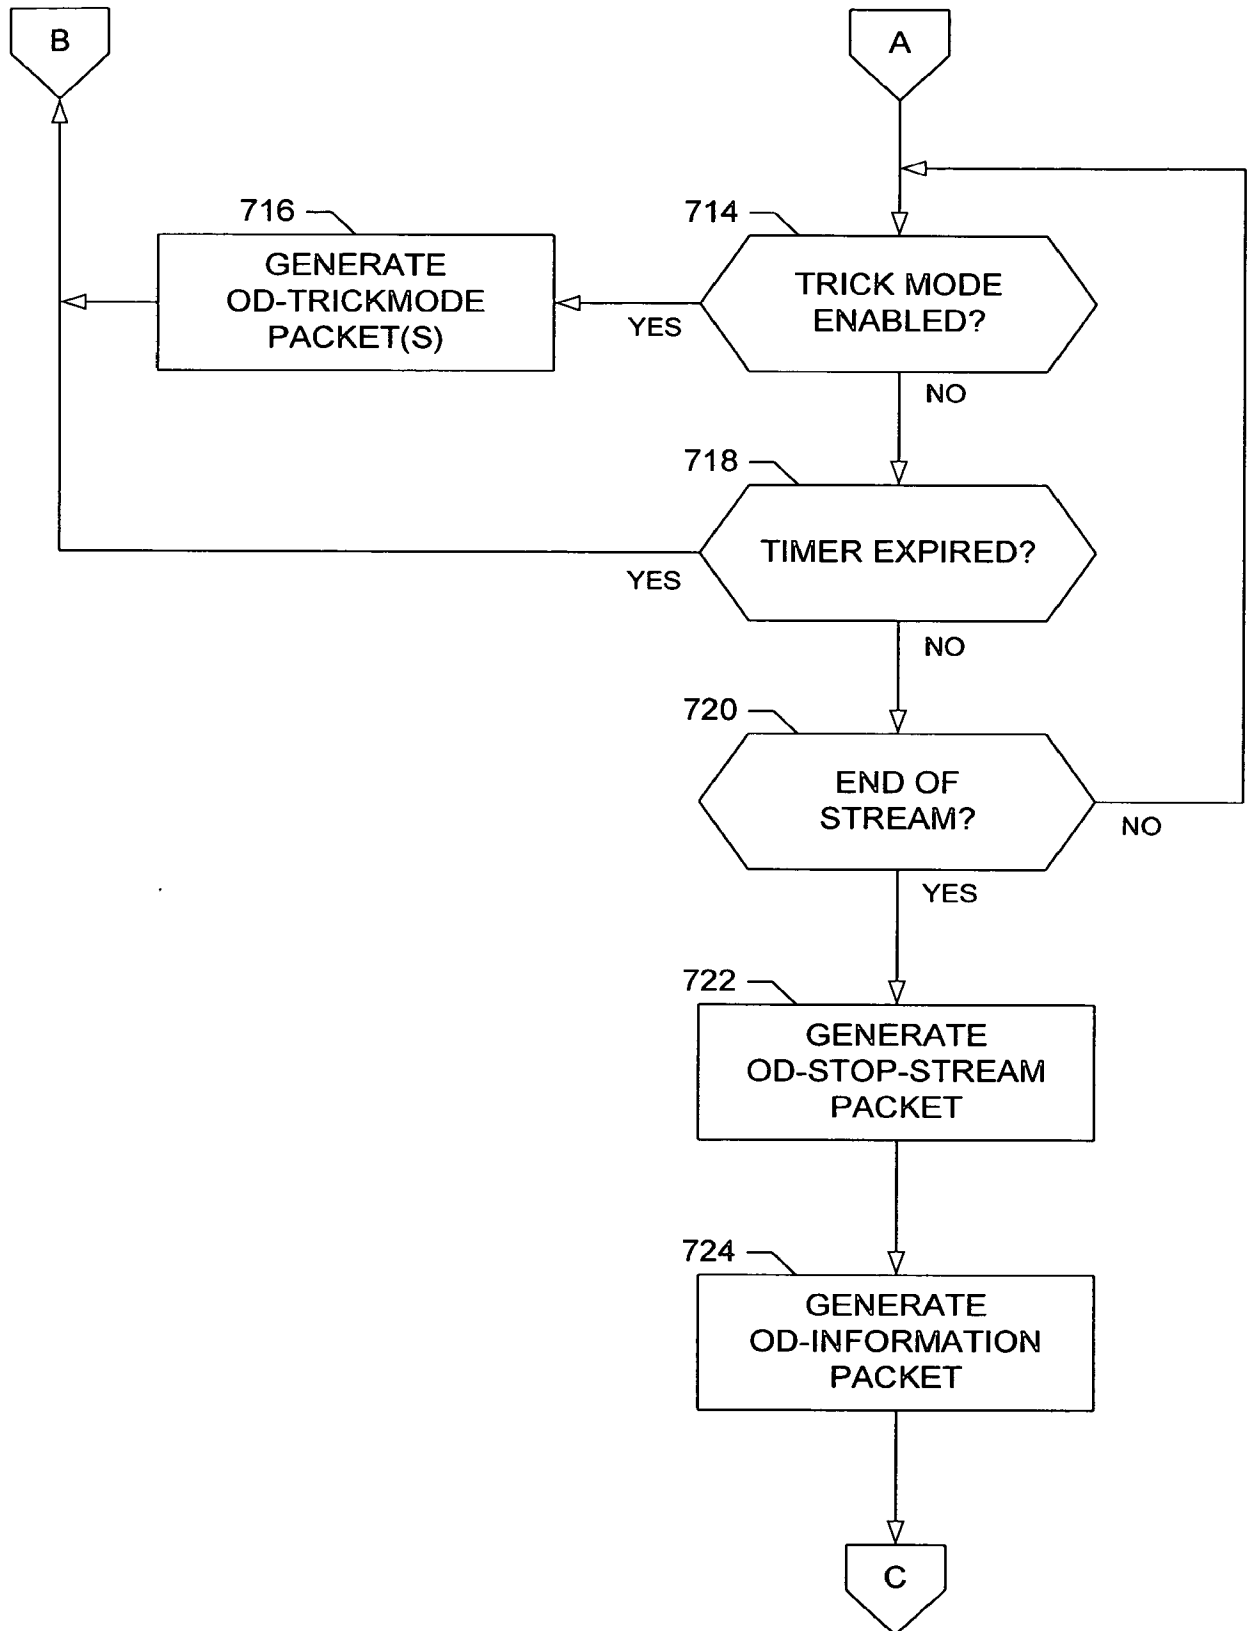 B
A
716
714
GENERATE
OD-TRICKMODE
PACKET(S)
TRICK MODE
ENABLED?
YES
NO
718
TIMER EXPIRED?
YES
NO
720
END OF
STREAM?
NO
YES
722
GENERATE
OD-STOP-STREAM
PACKET
724
GENERATE
OD-INFORMATION
PACKET
C